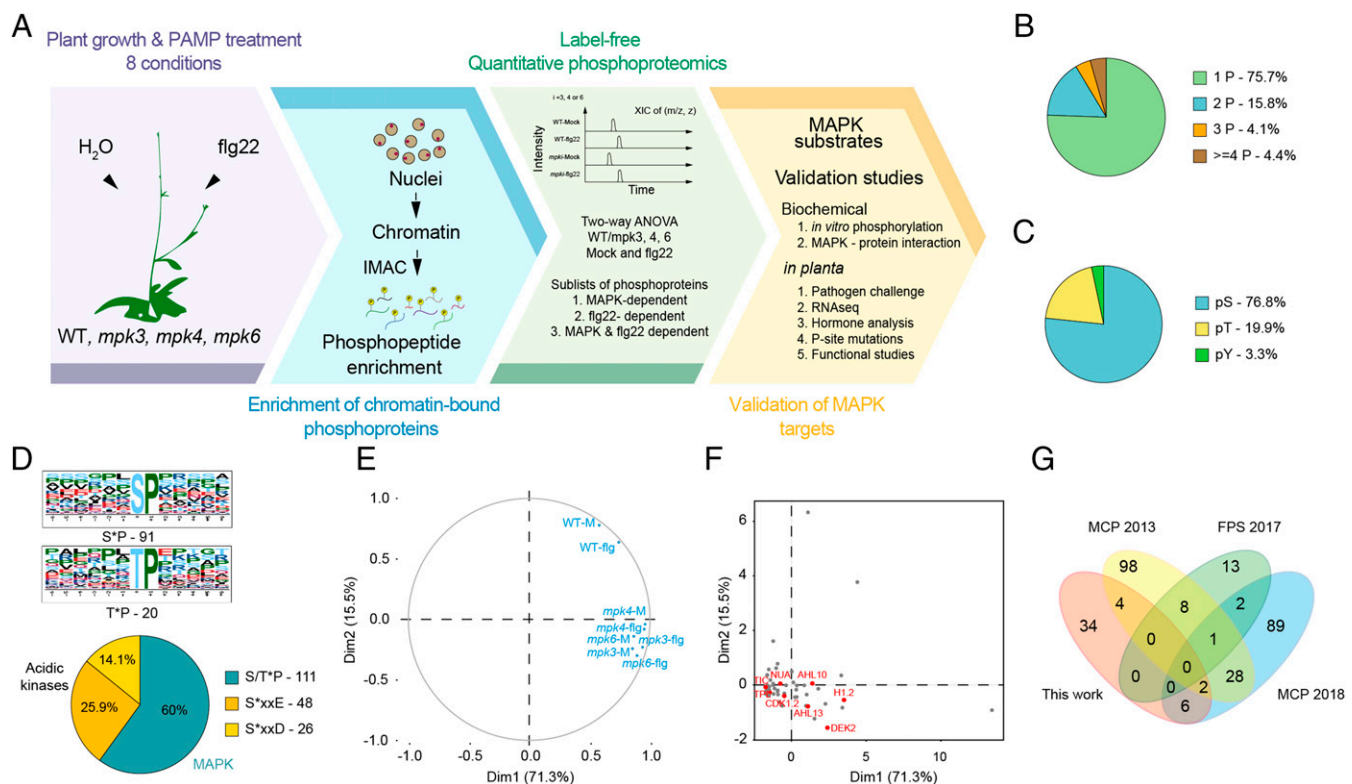 A
Plant growth & PAMP treatment
8 conditions
H2O
flg22
WT, mpk3, mpk4, mpk6
Nuclei
Chromatin
IMAC
Phosphopeptide
enrichment
Enrichment of chromatin-bound
phosphoproteins
Label-free
Quantitative phosphoproteomics
i =3, 4 or 6
XIC of (m/z, z)
Intensity
WT-Mock
WT-flg22
mpki-Mock
mpki-flg22
Time
Two-way ANOVA
WT/mpk3, 4, 6
Mock and flg22
Sublists of phosphoproteins
1. MAPK-dependent
2. flg22- dependent
3. MAPK & flg22 dependent
MAPK
substrates
Validation studies
Biochemical
1. in vitro phosphorylation
2. MAPK - protein interaction
in planta
1. Pathogen challenge
2. RNAseq
3. Hormone analysis
4. P-site mutations
5. Functional studies
Validation of MAPK
targets
B
1 P - 75.7%
2 P - 15.8%
3 P - 4.1%
>=4 P - 4.4%
C
pS - 76.8%
pT - 19.9%
pY - 3.3%
D
SP
S*P - 91
TP
T*P - 20
Acidic
kinases
14.1%
25.9%
60%
MAPK
S/T*P - 111
S*xxE - 48
S*xxD - 26
E
1.0
0.5
0.0
-0.5
-1.0
Dim2 (15.5%)
WT-M
WT-flg
mpk4-M
mpk4-flg
mpk6-M
mpk3-flg
mpk3-M
mpk6-flg
-1.0
-0.5
0.0
0.5
1.0
Dim1 (71.3%)
F
6
4
2
0
-2
Dim2 (15.5%)
NUA
AHL10
H1.2
AHL13
DEK2
0
5
10
Dim1 (71.3%)
G
MCP 2013
FPS 2017
98
13
4
8
2
34
0
1
89
0
0
0
2
28
6
This work
MCP 2018